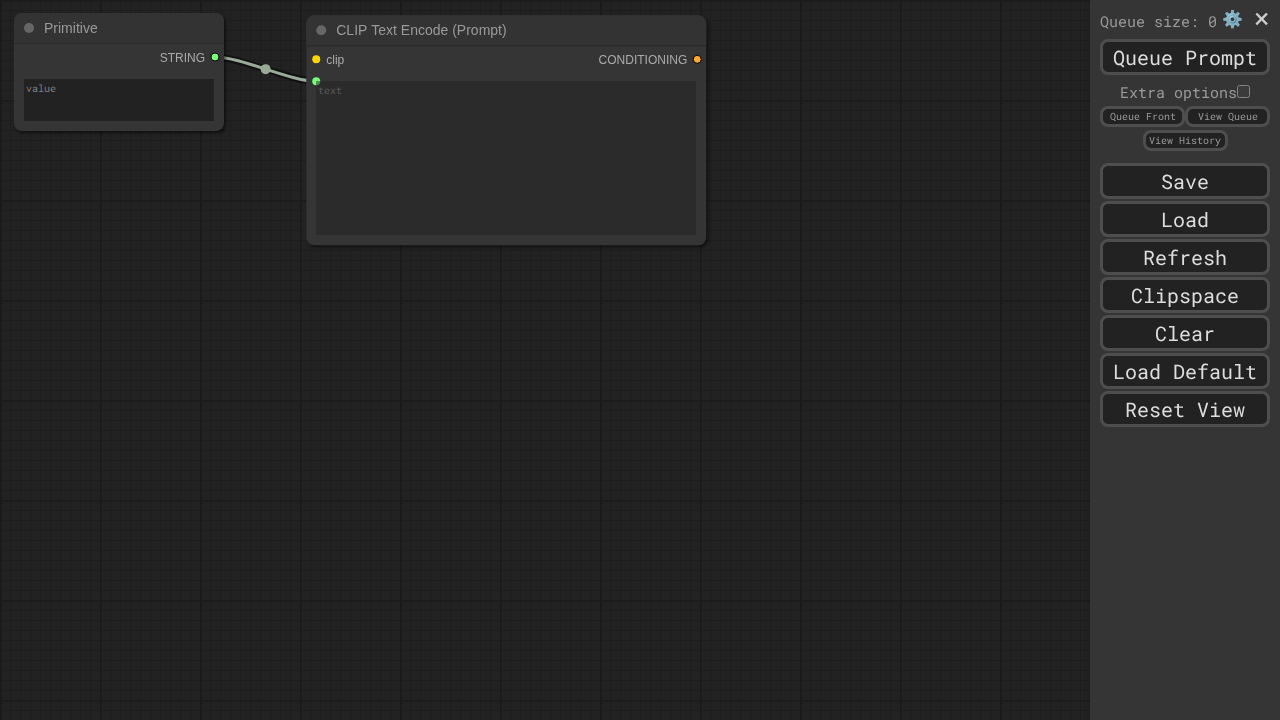 Primitive
STRING
value
CLIP Text Encode (Prompt)
clip
CONDITIONING
text
Queue size: 0
Queue Prompt
Extra options
Queue Front
View Queue
View History
Save
Load
Refresh
Clipspace
Clear
Load Default
Reset View